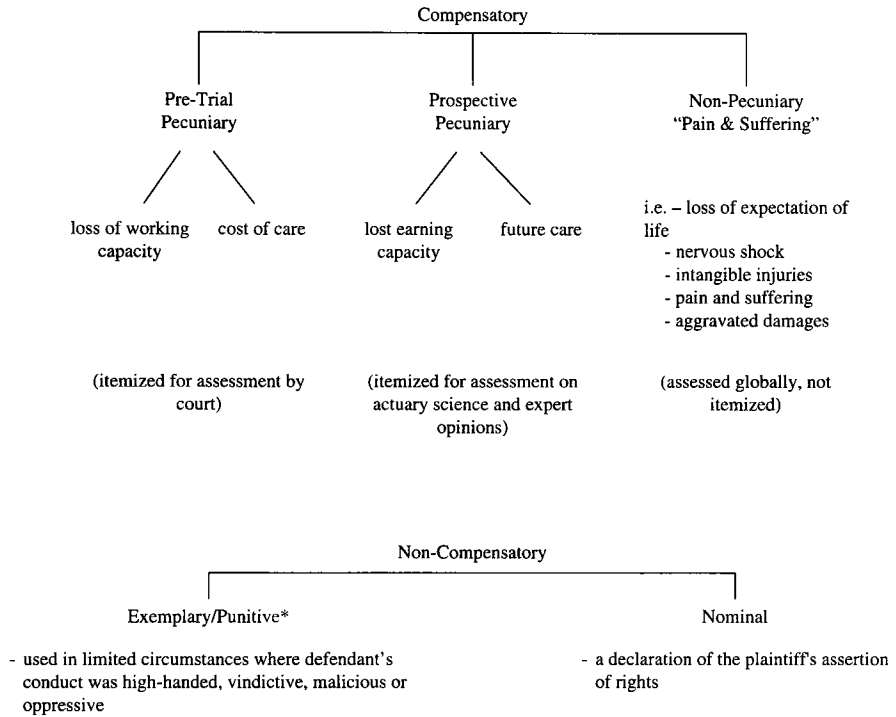 Compensatory
Pre-Trial
Pecuniary
Prospective
Pecuniary
Non-Pecuniary
“Pain & Suffering”
loss of working
capacity
cost of care
lost earning
capacity
future care
i.e. – loss of expectation of
life
- nervous shock
- intangible injuries
- pain and suffering
- aggravated damages
(itemized for assessment by
court)
(itemized for assessment on
actuary science and expert
opinions)
(assessed globally, not
itemized)
Non-Compensatory
Exemplary/Punitive*
- used in limited circumstances where defendant’s
conduct was high-handed, vindictive, malicious or
oppressive
Nominal
- a declaration of the plaintiff's assertion
of rights